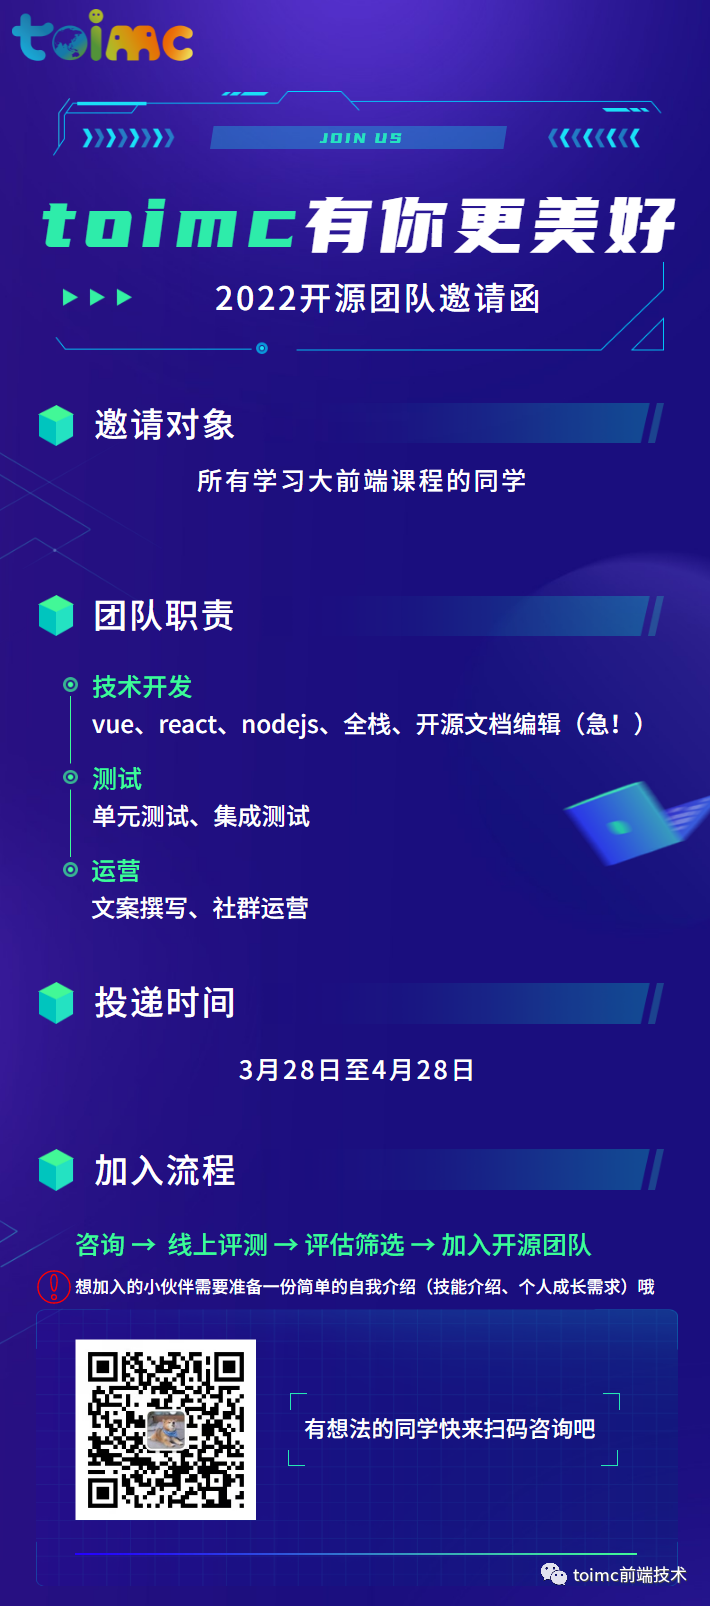 toimc
JOIN US
toimc有你更美好
2022开源团队邀请函
邀请对象
所有学习大前端课程的同学
团队职责
技术开发
vue、react、nodejs、全栈、开源文档编辑（急！）
测试
单元测试、集成测试
运营
文案撰写、社群运营
投递时间
3月28日至4月28日
加入流程
咨询→ 线上评测→评估筛选→加入开源团队
想加入的小伙伴需要准备一份简单的自我介绍（技能介绍、个人成长需求）哦
有想法的同学快来扫码咨询吧
toimc前端技术